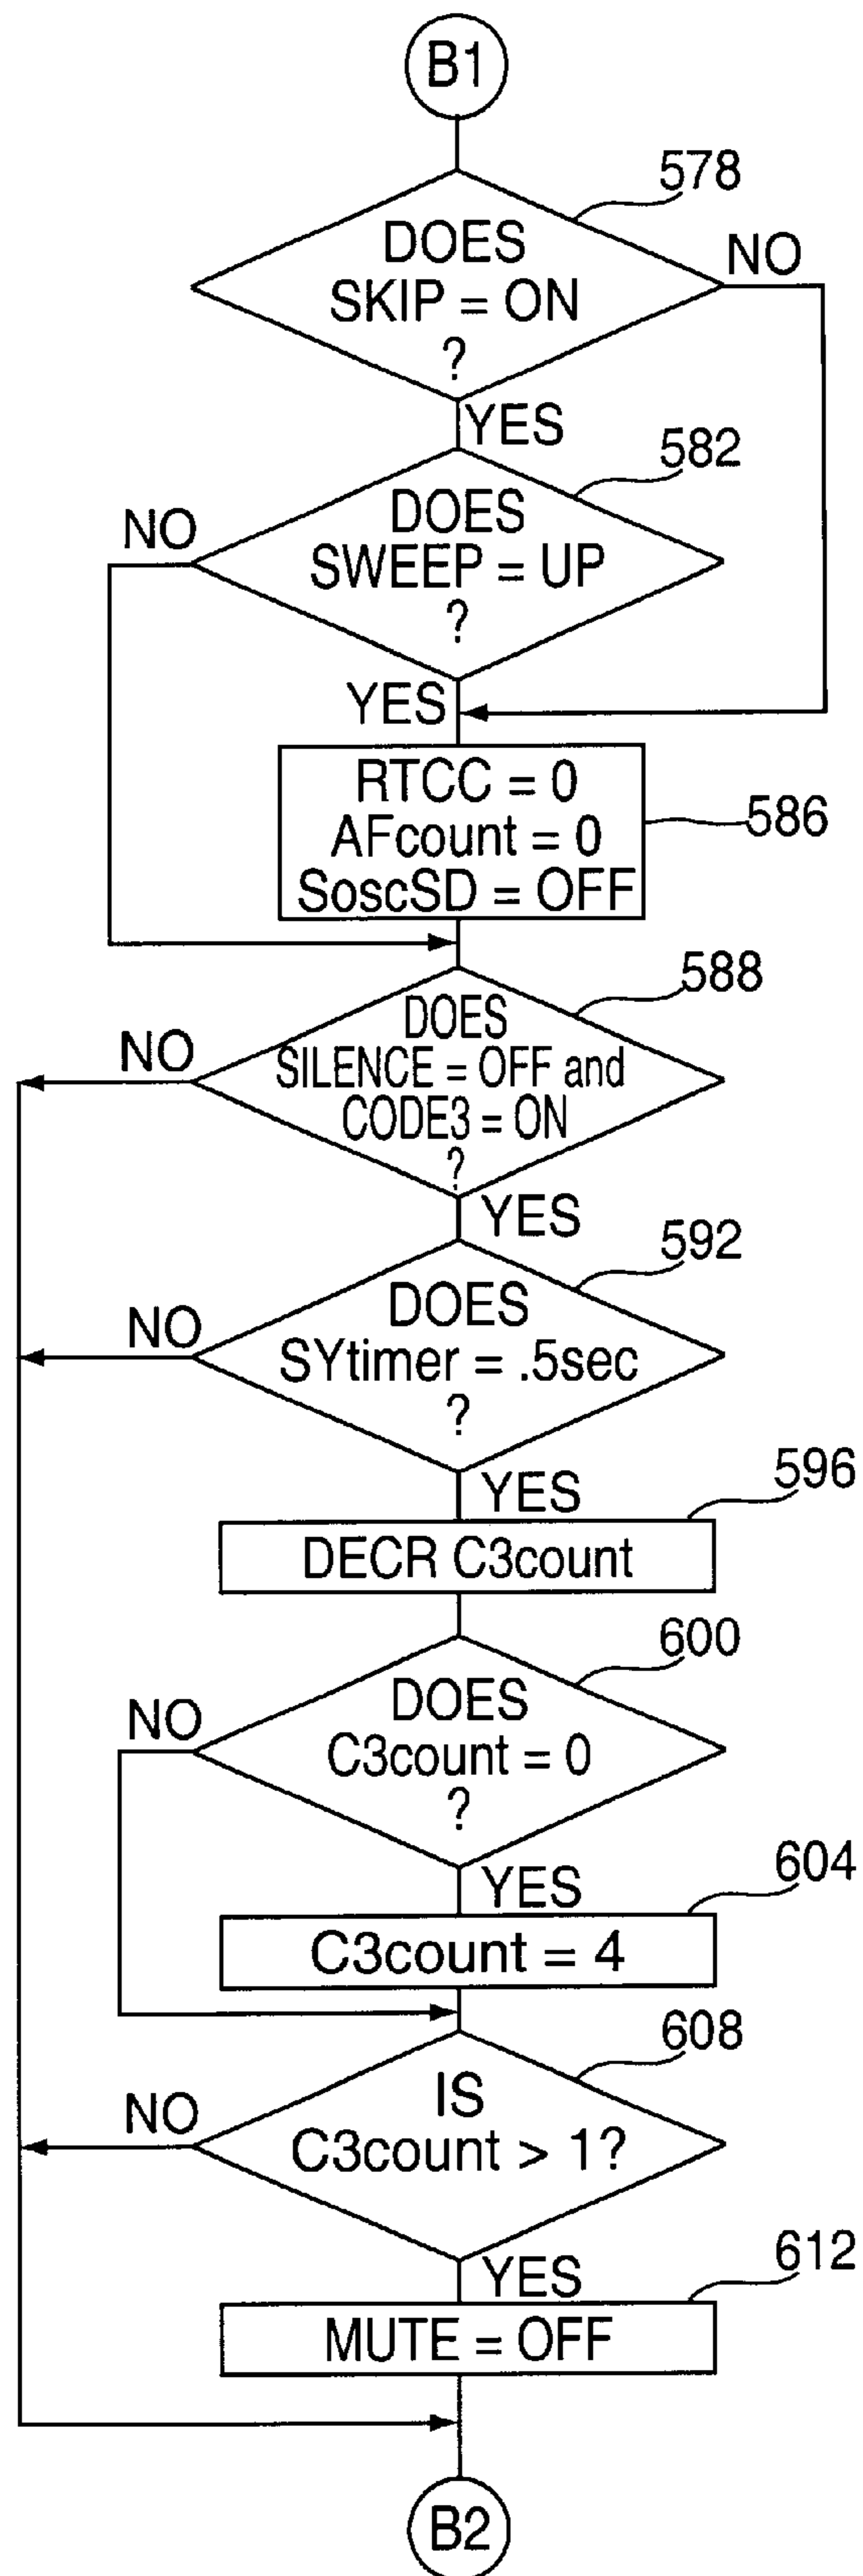 B1
578
DOES
SKIP = ON
?
NO
YES
582
DOES
SWEEP = UP
?
NO
YES
RTCC = 0
AFcount = 0
SoscSD = OFF
586
588
DOES
SILENCE = OFF and
CODE3 = ON
?
NO
YES
592
DOES
SYtimer = .5sec
?
NO
YES
596
DECR C3count
600
DOES
C3count = 0
?
NO
YES
604
C3count = 4
608
IS
C3count > 1?
NO
YES
612
MUTE = OFF
B2